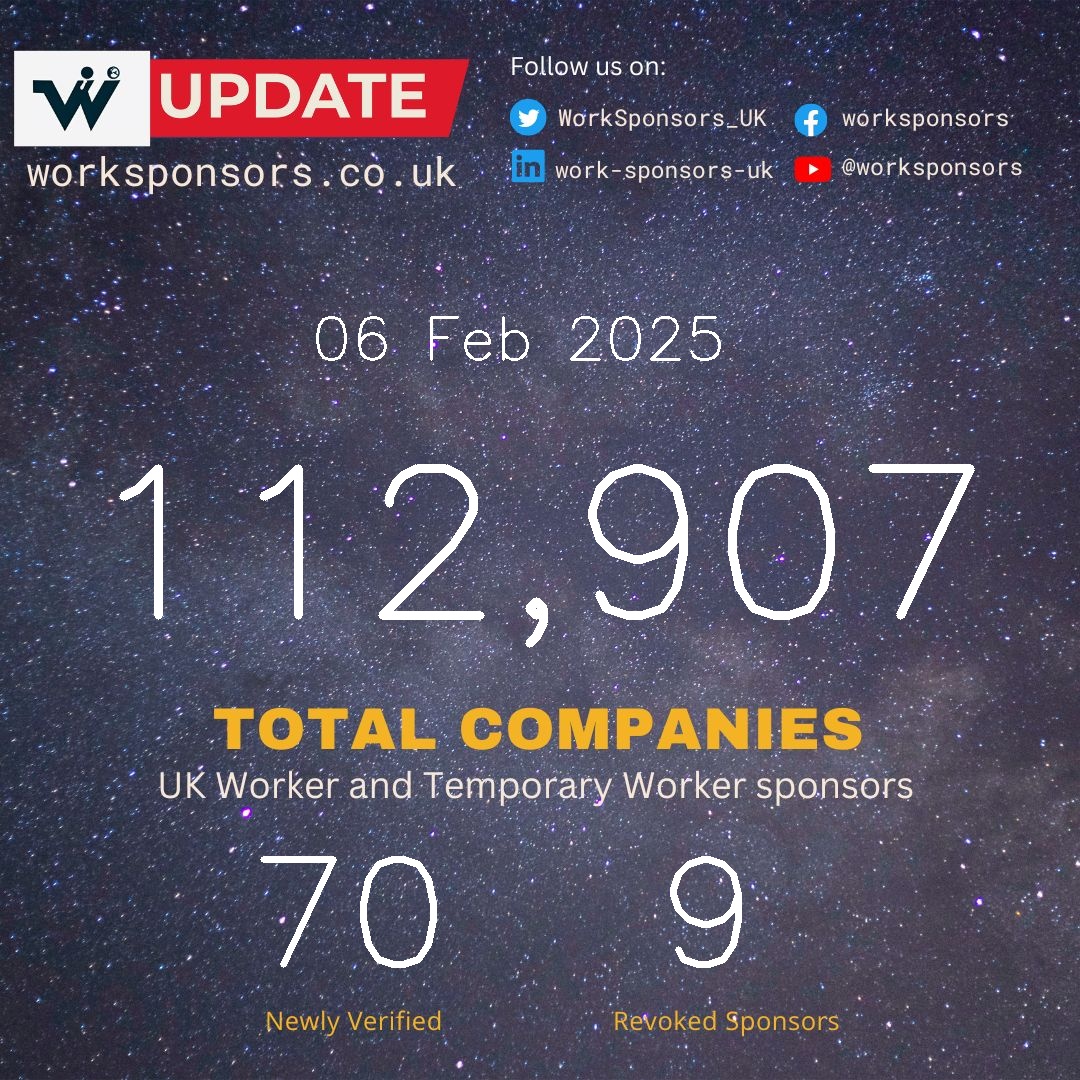 UPDATE
worksponsors.co.uk
Follow us on:
WorkSponsors_UK
worksponsors
work-sponsors-uk
@worksponsors
06 Feb 2025
112,907
TOTAL COMPANIES
UK Worker and Temporary Worker sponsors
70
9
Newly Verified
Revoked Sponsors